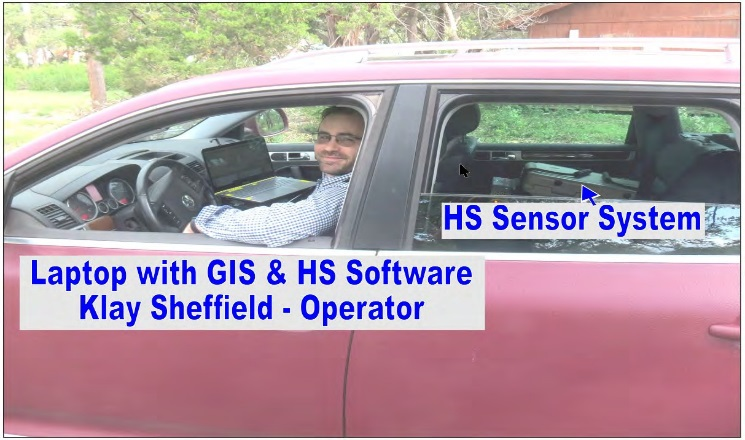 HS Sensor System
Laptop with GIS & HS Software
Klay Sheffield - Operator